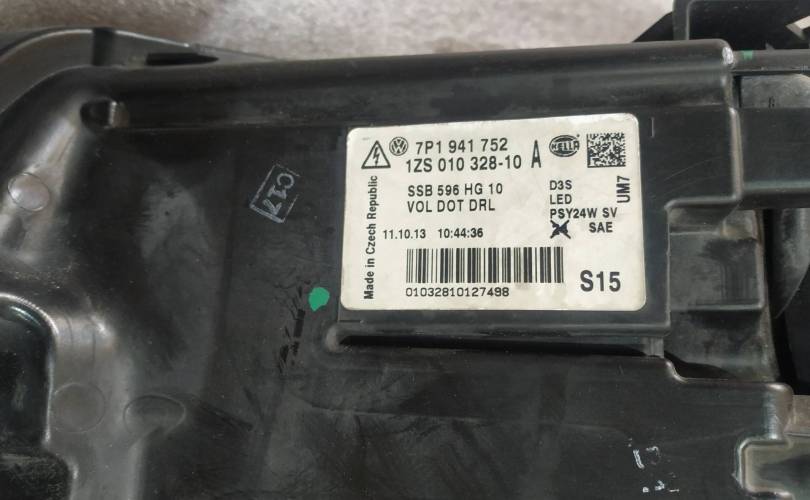 7P1 941 752
1ZS 010 328-10 A
HELLA
SSB 596 HG 10
VOL DOT DRL
D3S
LED
PSY24W SV
SAE
UM7
11.10.13 10:44:36
Made in Czech Republic
01032810127498
S15
C17